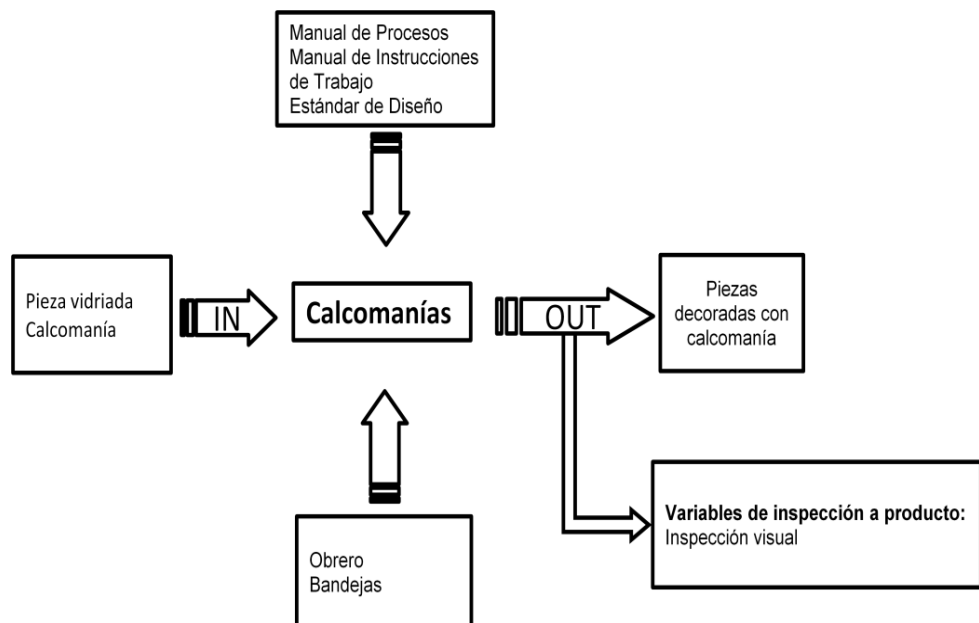 Manual de Procesos
Manual de Instrucciones
de Trabajo
Estándar de Diseño
Pieza vidriada
Calcomanía
IN
Calcomanías
OUT
Piezas
decoradas con
calcomanía
Obrero
Bandejas
Variables de inspección a producto:
Inspección visual